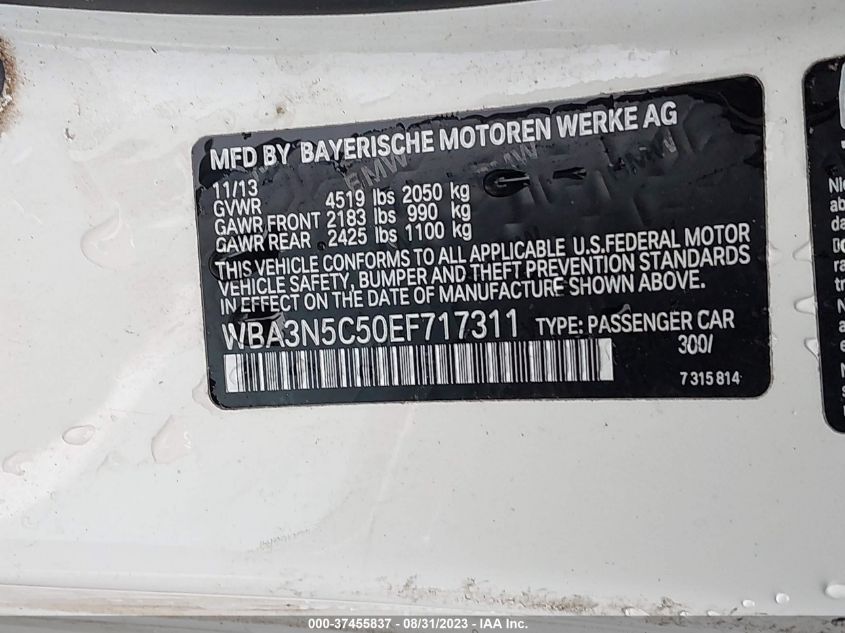 MFD BY BAYERISCHE MOTOREN WERKE AG
11/13
GVWR 4519 lbs 2050 kg
GAWR FRONT 2183 lbs 990 kg
GAWR REAR 2425 lbs 1100 kg
THIS VEHICLE CONFORMS TO ALL APPLICABLE U.S.FEDERAL MOTOR
VEHICLE SAFETY, BUMPER AND THEFT PREVENTION STANDARDS
IN EFFECT ON THE DATE OF MANUFACTURE SHOWN ABOVE.
WBA3N5C50EF717311 TYPE: PASSENGER CAR
300/
7 315 814
000-37455837 - 08/31/2023 - IAA Inc.